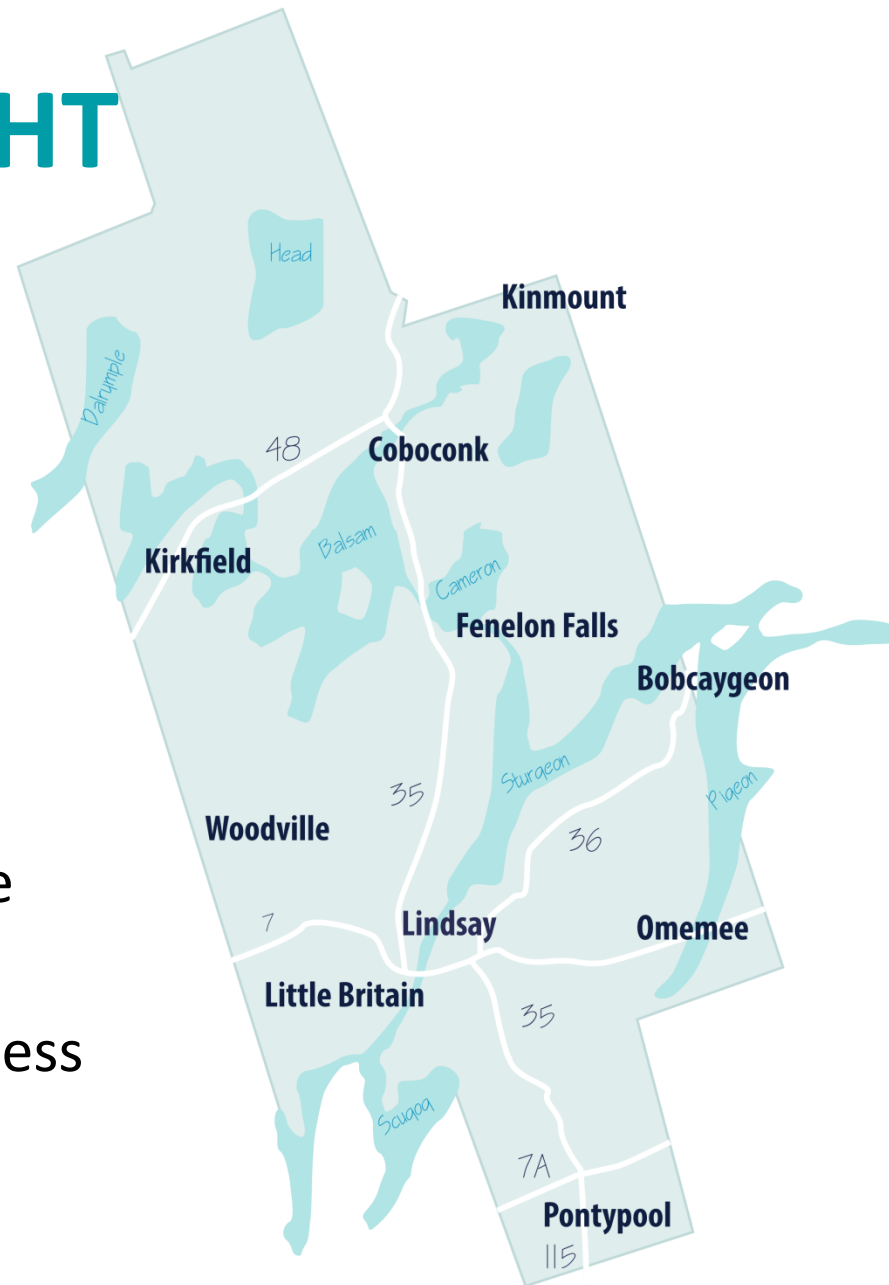 HT
Head
Kinmount
Dalrymple
48
Coboconk
Balsam
Kirkfield
Cameron
Fenelon Falls
Bobcaygeon
Sturgeon
35
Pigeon
Woodville
36
e
7
Lindsay
Omemee
Little Britain
35
ess
Scugog
7A
Pontypool
115